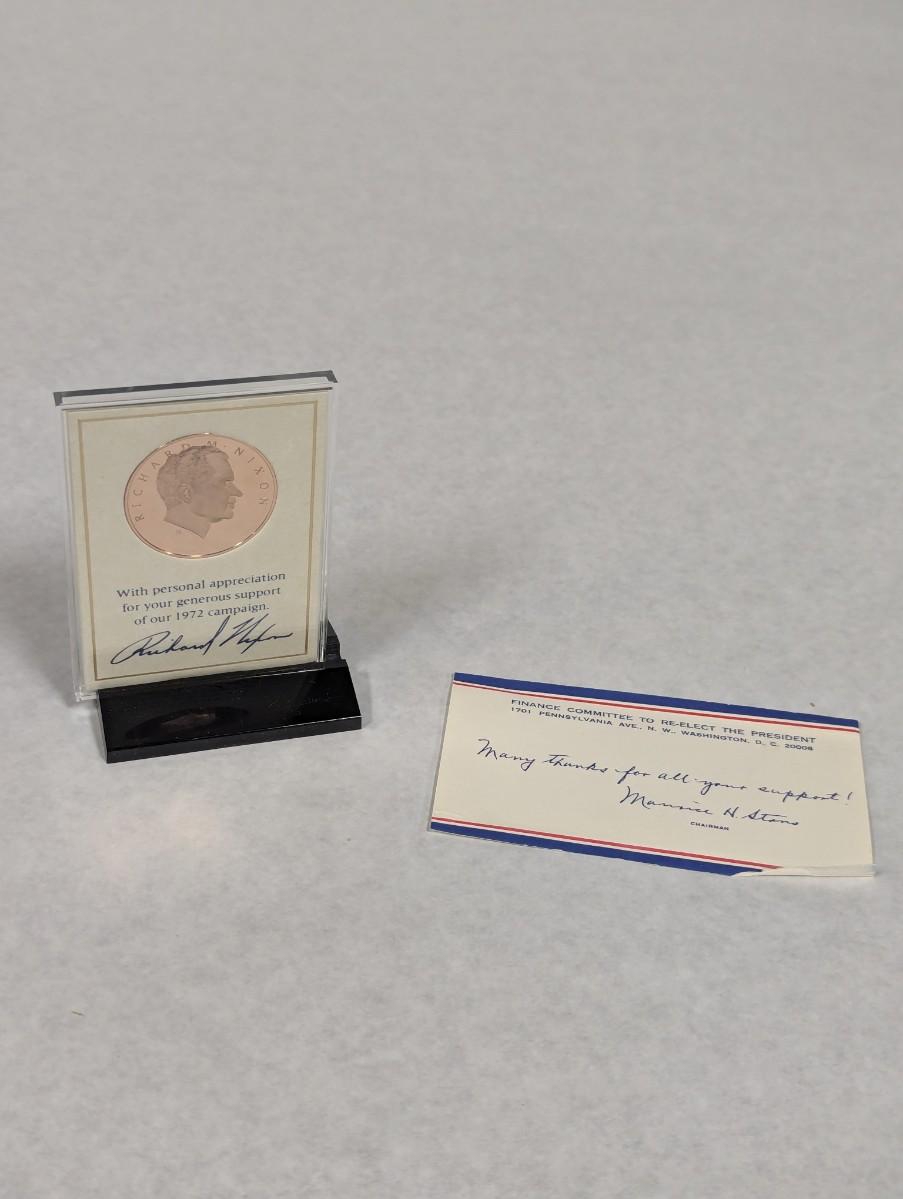 RICHARD · M · NIXON
With personal appreciation
for your generous support
of our 1972 campaign.
Richard Nixon
FINANCE COMMITTEE TO RE-ELECT THE PRESIDENT
1701 PENNSYLVANIA AVE., N. W., WASHINGTON, D. C. 20006
Many thanks for all your support!
Maurice H. Stans
CHAIRMAN